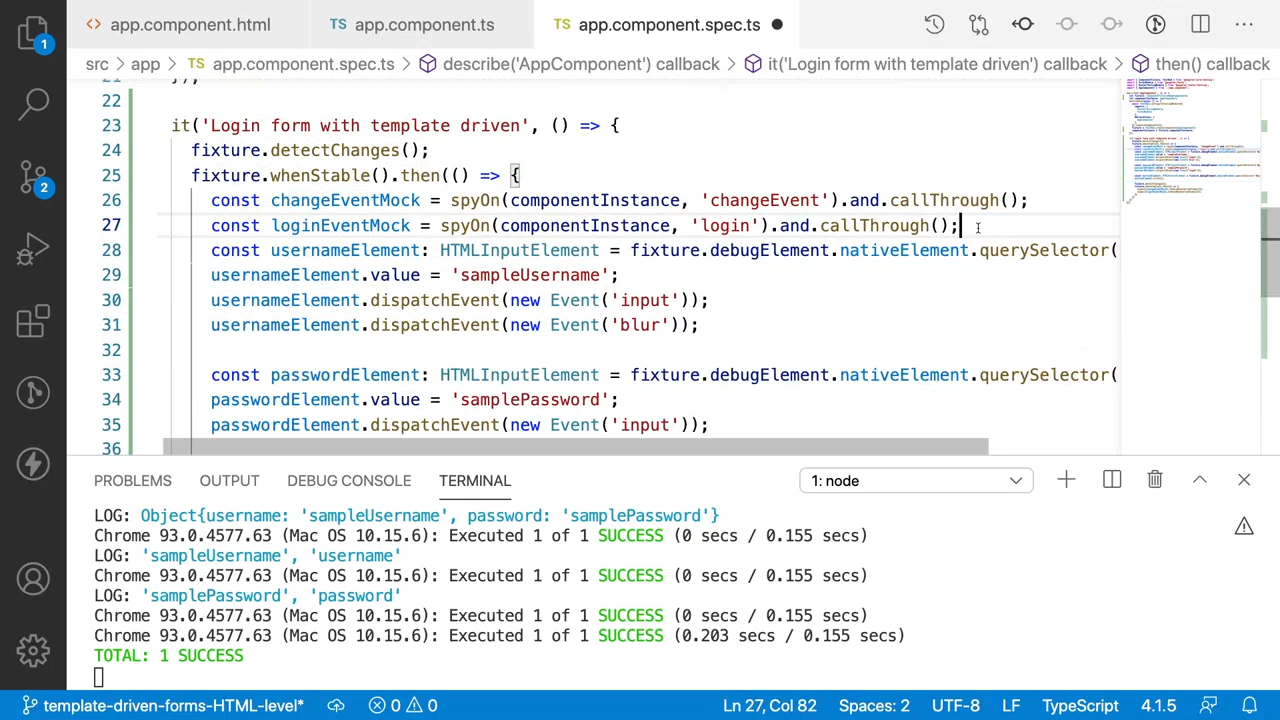 <> app.component.html TS app.component.ts TS app.component.spec.ts ●
src > app > TS app.component.spec.ts > describe('AppComponent') callback > it('Login form with template driven') callback > then() callback
21 });
22
23 it('Login form with template driven', () => {
24 fixture.detectChanges();
25 fixture.whenStable().then(() => {
26 const changeEventMock = spyOn(componentInstance, 'changeEvent').and.callThrough();
27 const loginEventMock = spyOn(componentInstance, 'login').and.callThrough();
28 const usernameElement: HTMLInputElement = fixture.debugElement.nativeElement.querySelector(
29 usernameElement.value = 'sampleUsername';
30 usernameElement.dispatchEvent(new Event('input'));
31 usernameElement.dispatchEvent(new Event('blur'));
32
33 const passwordElement: HTMLInputElement = fixture.debugElement.nativeElement.querySelector(
34 passwordElement.value = 'samplePassword';
35 passwordElement.dispatchEvent(new Event('input'));
36
1
2
PROBLEMS OUTPUT DEBUG CONSOLE TERMINAL 1: node
LOG: Object{username: 'sampleUsername', password: 'samplePassword'}
Chrome 93.0.4577.63 (Mac OS 10.15.6): Executed 1 of 1 SUCCESS (0 secs / 0.155 secs)
LOG: 'sampleUsername', 'username'
Chrome 93.0.4577.63 (Mac OS 10.15.6): Executed 1 of 1 SUCCESS (0 secs / 0.155 secs)
LOG: 'samplePassword', 'password'
Chrome 93.0.4577.63 (Mac OS 10.15.6): Executed 1 of 1 SUCCESS (0 secs / 0.155 secs)
Chrome 93.0.4577.63 (Mac OS 10.15.6): Executed 1 of 1 SUCCESS (0.203 secs / 0.155 secs)
TOTAL: 1 SUCCESS
template-driven-forms-HTML-level* 0 0 Ln 27, Col 82 Spaces: 2 UTF-8 LF TypeScript 4.1.5